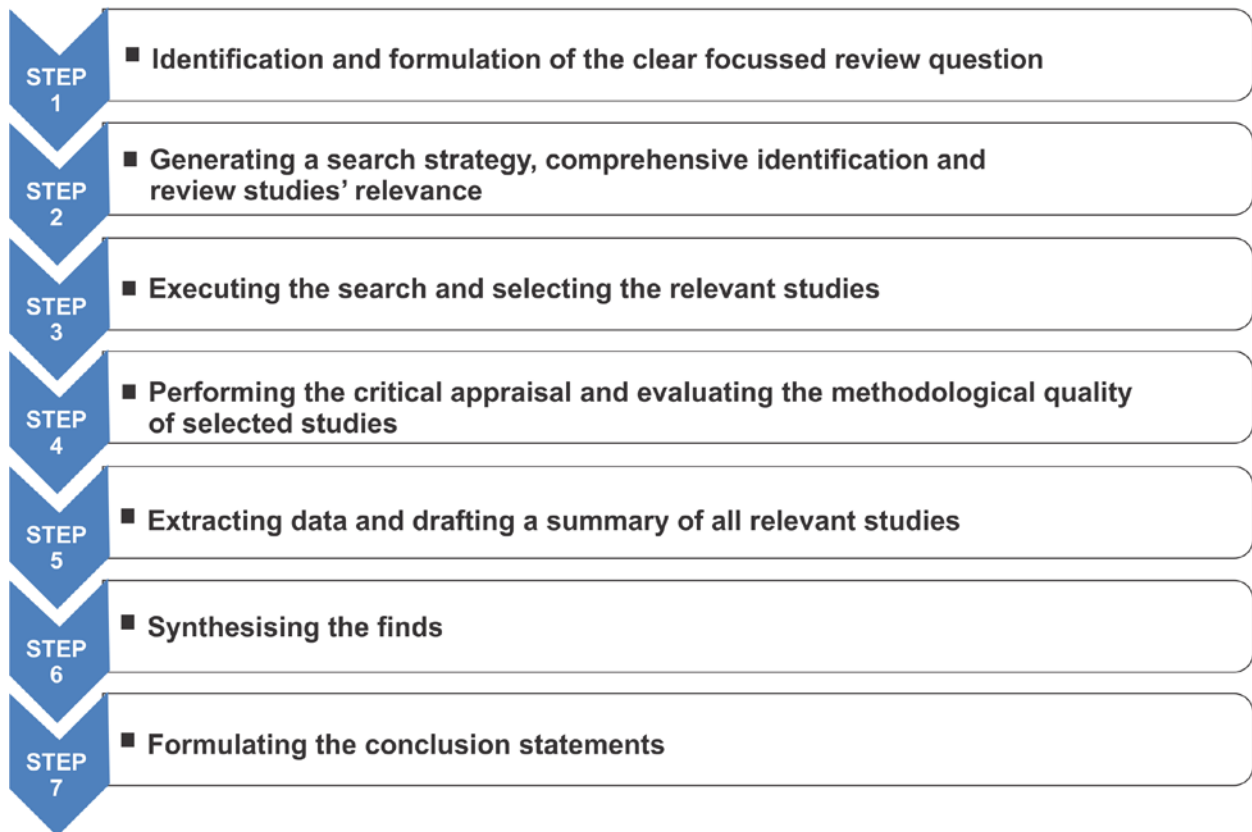 STEP
1
▪ Identification and formulation of the clear focussed review question
STEP
2
▪ Generating a search strategy, comprehensive identification and
review studies’ relevance
STEP
3
▪ Executing the search and selecting the relevant studies
STEP
4
▪ Performing the critical appraisal and evaluating the methodological quality
of selected studies
STEP
5
▪ Extracting data and drafting a summary of all relevant studies
STEP
6
▪ Synthesising the finds
STEP
7
▪ Formulating the conclusion statements